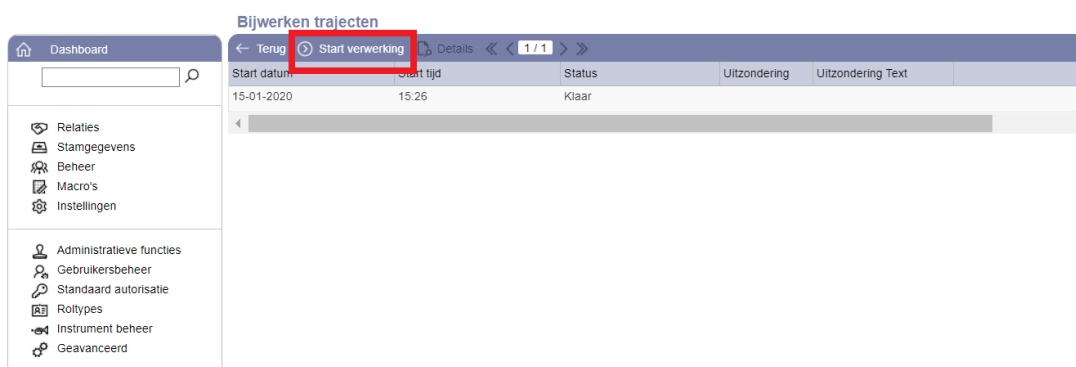 Bijwerken trajecten
Dashboard
Terug Start verwerking Details 1 / 1
Start datum Start tijd Status Uitzondering Uitzondering Text
15-01-2020 15:26 Klaar
Relaties
Stamgegevens
Beheer
Macro's
Instellingen
Administratieve functies
Gebruikersbeheer
Standaard autorisatie
Roltypes
Instrument beheer
Geavanceerd